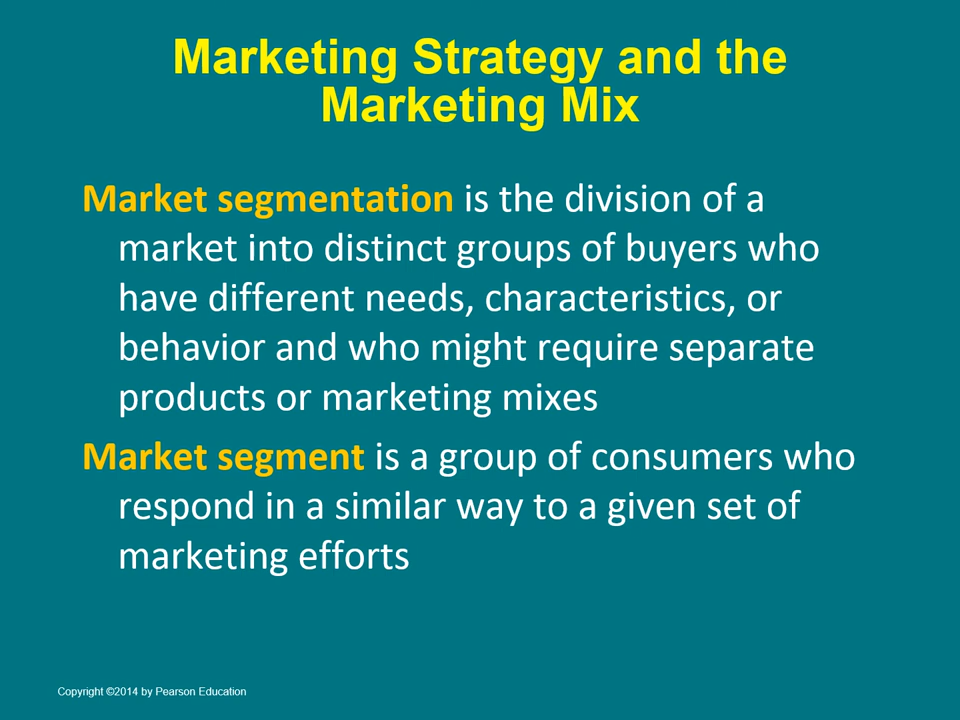 Marketing Strategy and the
Marketing Mix
Market segmentation is the division of a
market into distinct groups of buyers who
have different needs, characteristics, or
behavior and who might require separate
products or marketing mixes
Market segment is a group of consumers who
respond in a similar way to a given set of
marketing efforts
Copyright ©2014 by Pearson Education